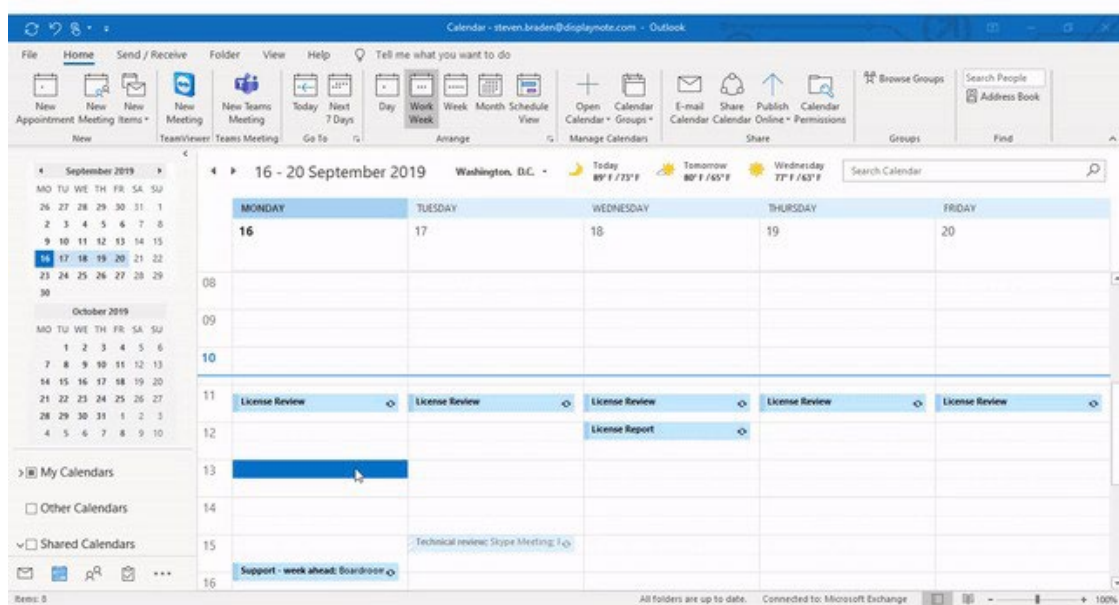 Calendar - steven.braden@displaynote.com - Outlook
File Home Send / Receive Folder View Help Tell me what you want to do
New Appointment
New Meeting
New Items
New Meeting
New Teams Meeting
Today
Next 7 Days
Day
Work Week
Week
Month
Schedule View
Open Calendar
Calendar Groups
E-mail Calendar
Share Calendar
Publish Online
Calendar Permissions
Browse Groups
Search People
Address Book
New TeamViewer Teams Meeting Go To Arrange Manage Calendars Share Groups Find
September 2019
MO TU WE TH FR SA SU
26 27 28 29 30 31 1
2 3 4 5 6 7 8
9 10 11 12 13 14 15
16 17 18 19 20 21 22
23 24 25 26 27 28 29
30
October 2019
MO TU WE TH FR SA SU
1 2 3 4 5 6
7 8 9 10 11 12 13
14 15 16 17 18 19 20
21 22 23 24 25 26 27
28 29 30 31 1 2 3
4 5 6 7 8 9 10
My Calendars
Other Calendars
Shared Calendars
16 - 20 September 2019
Washington, D.C.
Today
89° F / 73° F
Tomorrow
80° F / 65° F
Wednesday
77° F / 63° F
Search Calendar
MONDAY TUESDAY WEDNESDAY THURSDAY FRIDAY
16 17 18 19 20
08
09
10
11 License Review License Review License Review License Review License Review
12 License Report
13
14
15 Technical review; Skype Meeting;
Support - week ahead; Boardroom
16
Items: 8
All folders are up to date. Connected to: Microsoft Exchange
100%